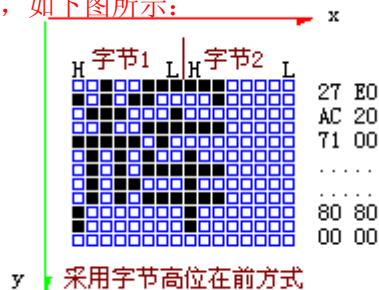 ，如下图所示：
x
字节1 字节2
H L H L
27 E0
AC 20
71 00
.....
.....
80 80
00 00
y 采用字节高位在前方式